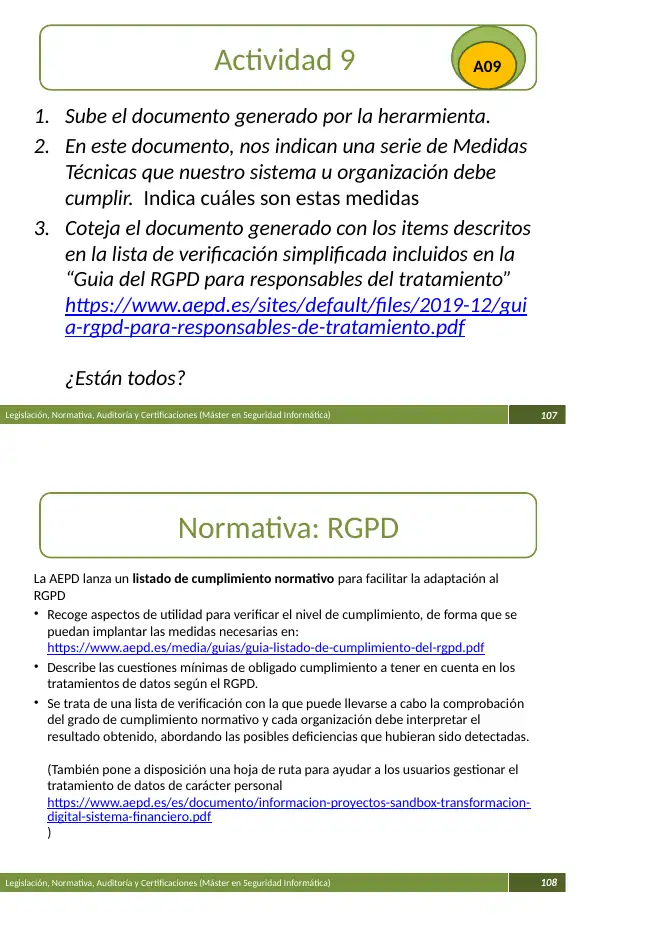 Actividad 9
A09
1. Sube el documento generado por la herarmienta.
2. En este documento, nos indican una serie de Medidas
Técnicas que nuestro sistema u organización debe
cumplir. Indica cuáles son estas medidas
3. Coteja el documento generado con los items descritos
en la lista de verificación simplificada incluidos en la
“Guia del RGPD para responsables del tratamiento”
https://www.aepd.es/sites/default/files/2019-12/gui
a-rgpd-para-responsables-de-tratamiento.pdf
¿Están todos?
Legislación, Normativa, Auditoría y Certificaciones (Máster en Seguridad Informática)
107
Normativa: RGPD
La AEPD lanza un listado de cumplimiento normativo para facilitar la adaptación al
RGPD
• Recoge aspectos de utilidad para verificar el nivel de cumplimiento, de forma que se
puedan implantar las medidas necesarias en:
https://www.aepd.es/media/guias/guia-listado-de-cumplimiento-del-rgpd.pdf
• Describe las cuestiones mínimas de obligado cumplimiento a tener en cuenta en los
tratamientos de datos según el RGPD.
• Se trata de una lista de verificación con la que puede llevarse a cabo la comprobación
del grado de cumplimiento normativo y cada organización debe interpretar el
resultado obtenido, abordando las posibles deficiencias que hubieran sido detectadas.
(También pone a disposición una hoja de ruta para ayudar a los usuarios gestionar el
tratamiento de datos de carácter personal
https://www.aepd.es/es/documento/informacion-proyectos-sandbox-transformacion-
digital-sistema-financiero.pdf
)
Legislación, Normativa, Auditoría y Certificaciones (Máster en Seguridad Informática)
108